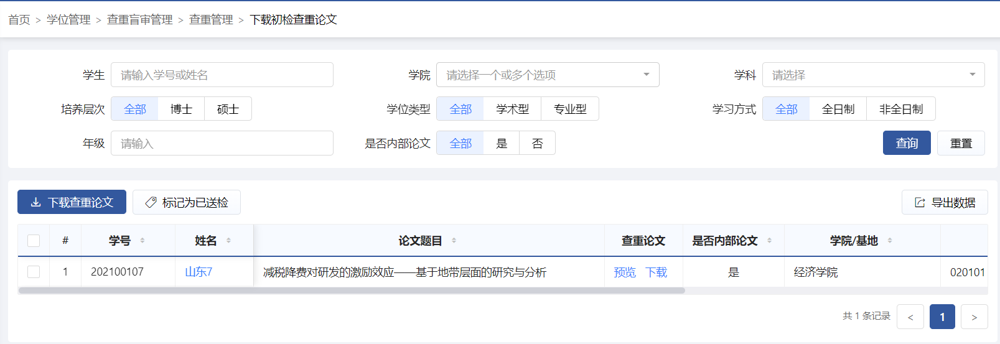 首页 > 学位管理 > 查重盲审管理 > 查重管理 > 下载初检查重论文
学生 请输入学号或姓名 学院 请选择一个或多个选项 学科 请选择
培养层次 全部 博士 硕士 学位类型 全部 学术型 专业型 学习方式 全部 全日制 非全日制
年级 请输入 是否内部论文 全部 是 否 查询 重置
下载查重论文 标记为已送检 导出数据
# 学号 姓名 论文题目 查重论文 是否内部论文 学院/基地
1 202100107 山东7 减税降费对研发的激励效应——基于地带层面的研究与分析 预览 下载 是 经济学院 020101
共 1 条记录 < 1 >